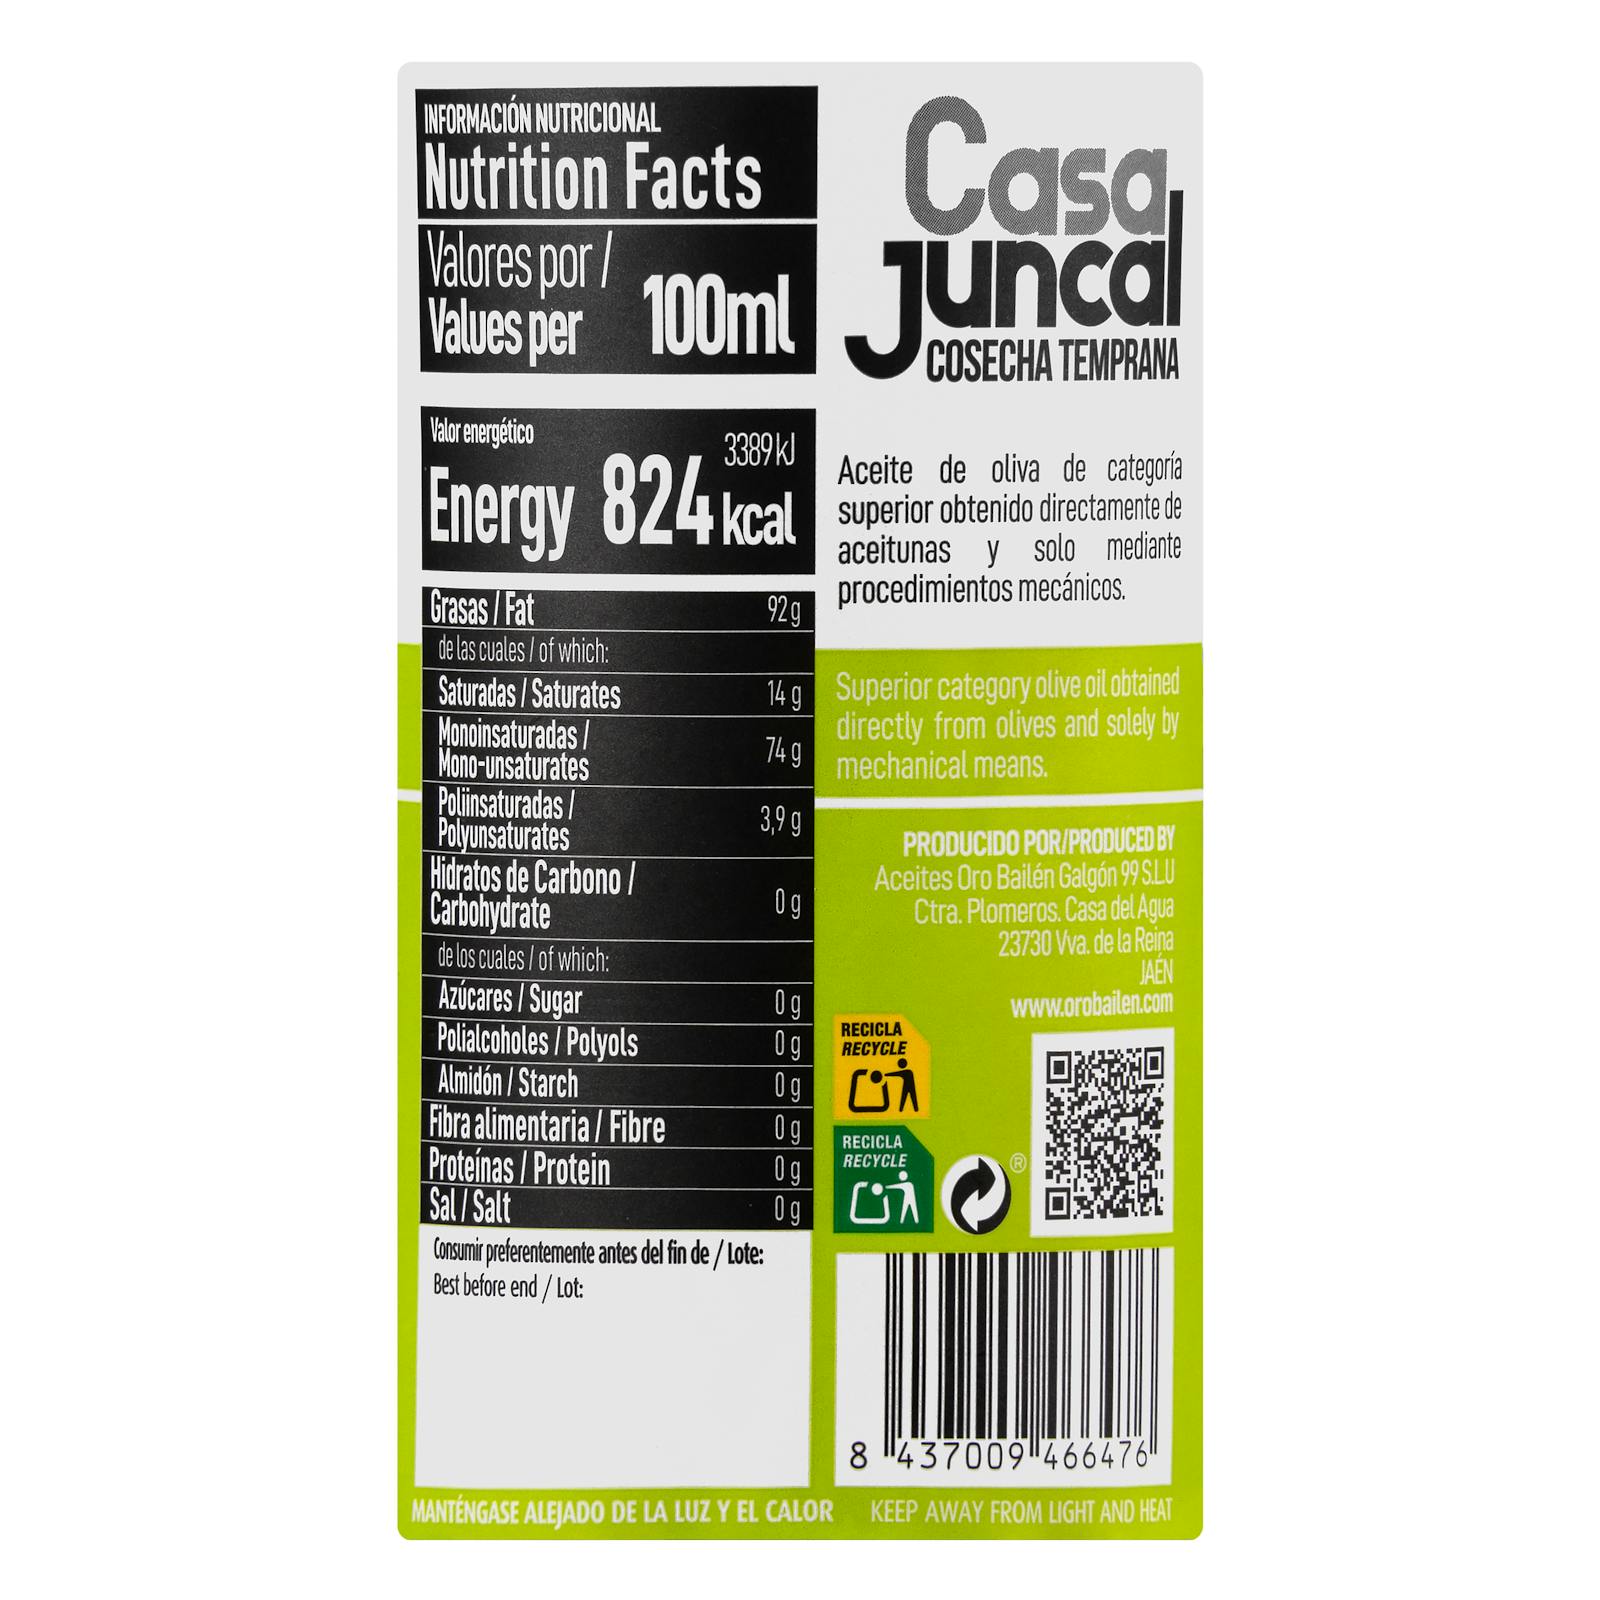 INFORMACIÓN NUTRICIONAL
Nutrition Facts
Valores por /
Values per
100ml
Valor energético
Energy
3389 kJ
824 kcal
Grasas / Fat 92 g
de las cuales / of which:
Saturadas / Saturates 14 g
Monoinsaturadas /
Mono-unsaturates 74 g
Poliinsaturadas /
Polyunsaturates 3,9 g
Hidratos de Carbono /
Carbohydrate 0 g
de los cuales / of which:
Azúcares / Sugar 0 g
Polialcoholes / Polyols 0 g
Almidón / Starch 0 g
Fibra alimentaria / Fibre 0 g
Proteínas / Protein 0 g
Sal / Salt 0 g
Consumir preferentemente antes del fin de / Lote:
Best before end / Lot:
Casa
Juncal
COSECHA TEMPRANA
Aceite de oliva de categoría
superior obtenido directamente de
aceitunas y solo mediante
procedimientos mecánicos.
Superior category olive oil obtained
directly from olives and solely by
mechanical means.
PRODUCIDO POR/PRODUCED BY
Aceites Oro Bailén Galgón 99 S.L.U
Ctra. Plomeros. Casa del Agua
23730 Vva. de la Reina
JAÉN
www.orobailen.com
RECICLA
RECYCLE
RECICLA
RECYCLE
®
8 437009 466476
MANTÉNGASE ALEJADO DE LA LUZ Y EL CALOR
KEEP AWAY FROM LIGHT AND HEAT